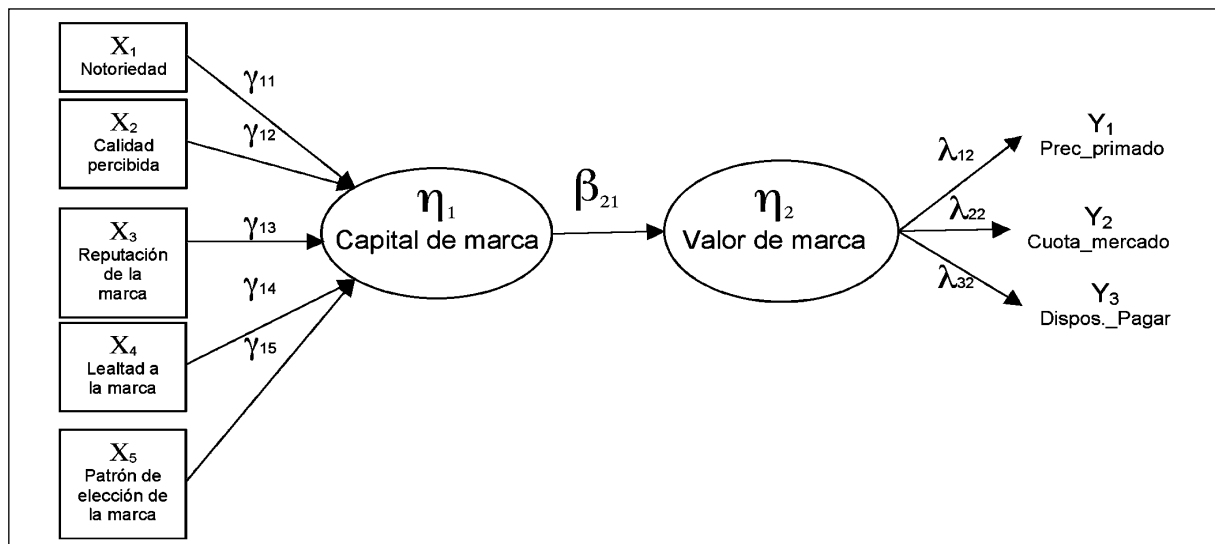 X₁
Notoriedad
X₂
Calidad
percibida
X₃
Reputación
de la
marca
X₄
Lealtad a
la marca
X₅
Patrón de
elección de
la marca
γ₁₁
γ₁₂
γ₁₃
γ₁₄
γ₁₅
η₁
Capital de marca
β₂₁
η₂
Valor de marca
λ₁₂
λ₂₂
λ₃₂
Y₁
Prec_primado
Y₂
Cuota_mercado
Y₃
Dispos._Pagar